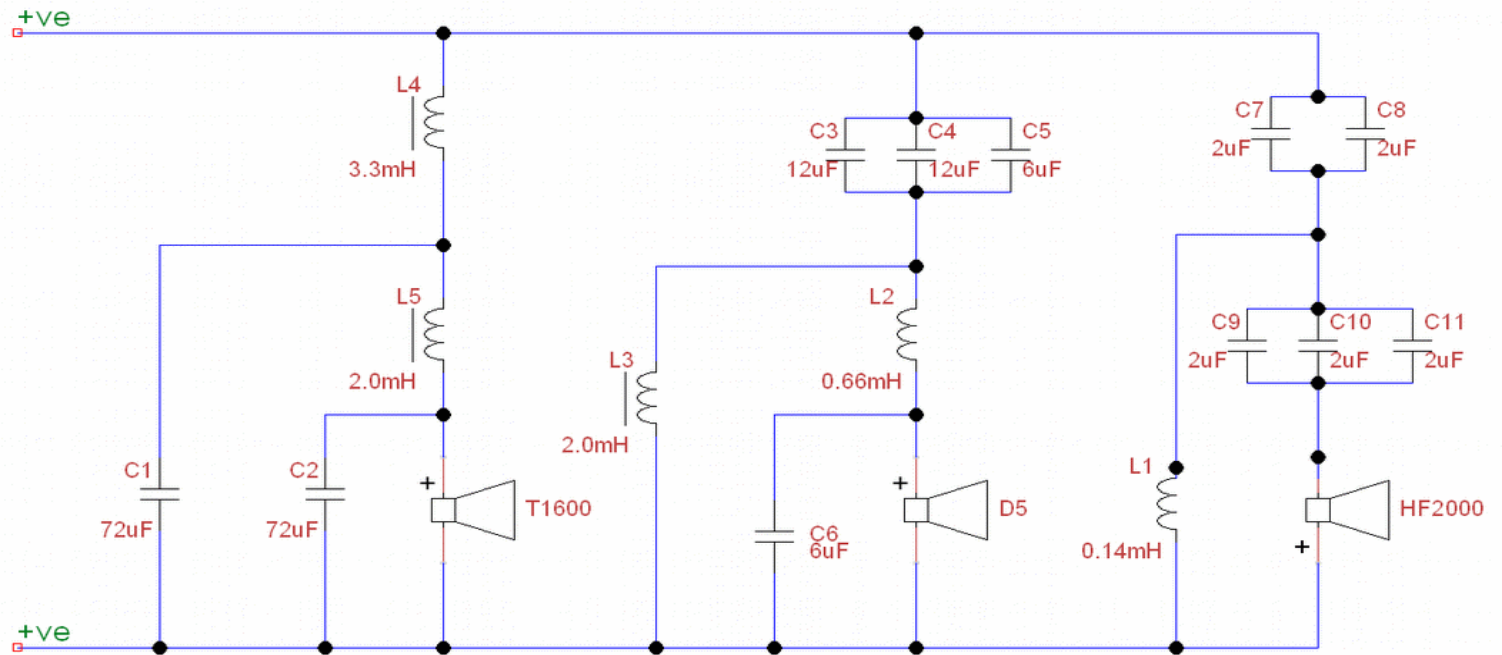 +ve
L4
3.3mH
C7
C8
2uF
2uF
C3
C4
C5
12uF
12uF
6uF
L5
2.0mH
L2
0.66mH
C9
C10
C11
2uF
2uF
2uF
L3
2.0mH
C1
72uF
C2
72uF
+
T1600
+
D5
C6
6uF
L1
0.14mH
HF2000
+
+ve